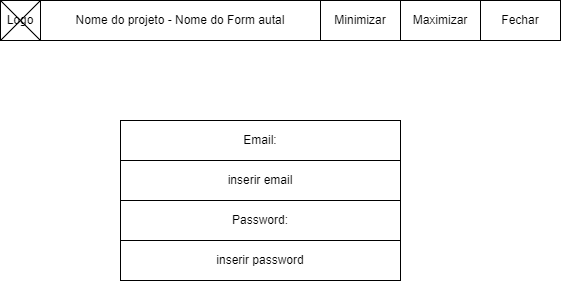 Logo
Nome do projeto - Nome do Form autal
Minimizar
Maximizar
Fechar
Email:
inserir email
Password:
inserir password